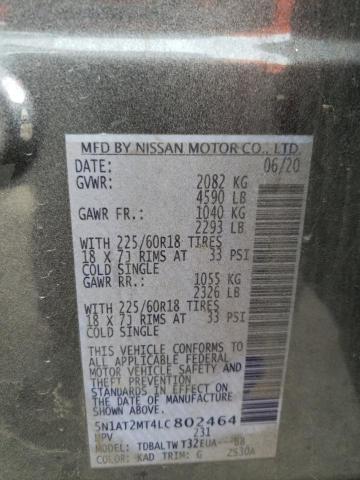 MFD BY NISSAN MOTOR CO., LTD.
DATE: 06/20
GVWR: 2082 KG
4590 LB
GAWR FR.: 1040 KG
2293 LB
WITH 225/60R18 TIRES
18 X 7J RIMS AT 33 PSI
COLD SINGLE
GAWR RR.: 1055 KG
2326 LB
WITH 225/60R18 TIRES
18 X 7J RIMS AT 33 PSI
COLD SINGLE
THIS VEHICLE CONFORMS TO
ALL APPLICABLE FEDERAL
MOTOR VEHICLE SAFETY AND
THEFT PREVENTION
STANDARDS IN EFFECT ON
THE DATE OF MANUFACTURE
SHOWN ABOVE.
5N1AT2MT4LC802464
MPV 231
MODEL: TDBALTW T32EUA--
COLOR: KAD TRIM G 2530A